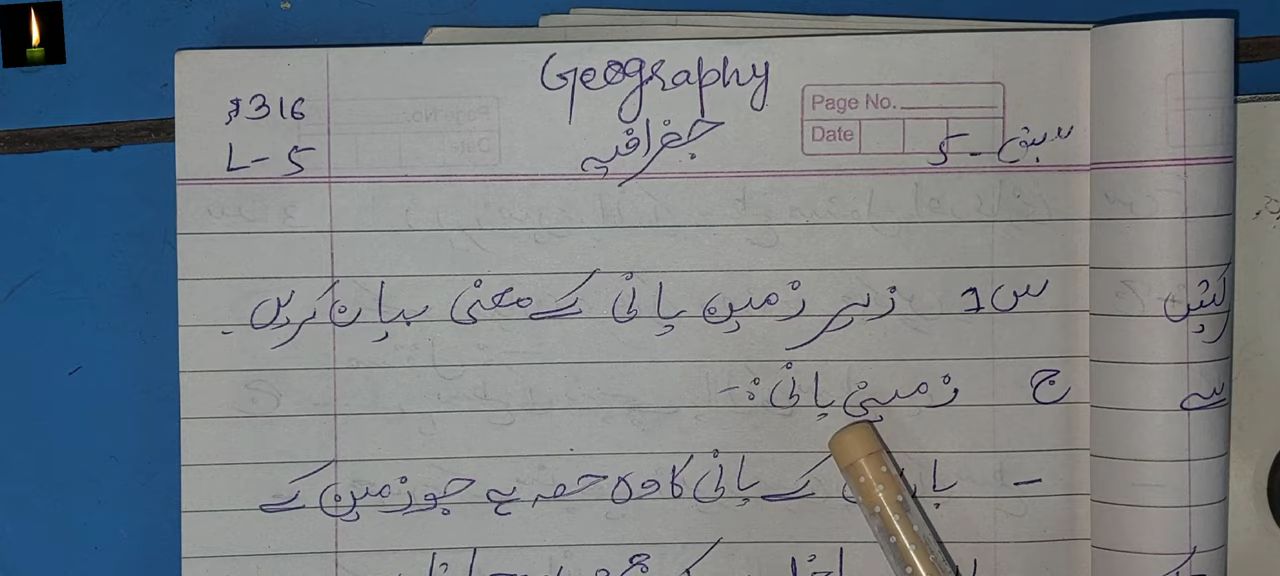 Geography
316
L-5
Page No.
Date
جغرافیہ
سبق - 5
س 1 زیر زمین پانی کے معنی بیان کریں۔
ج زمینی پانی :-
- کے پانی کا وہ حصہ ہے جو زمین کے